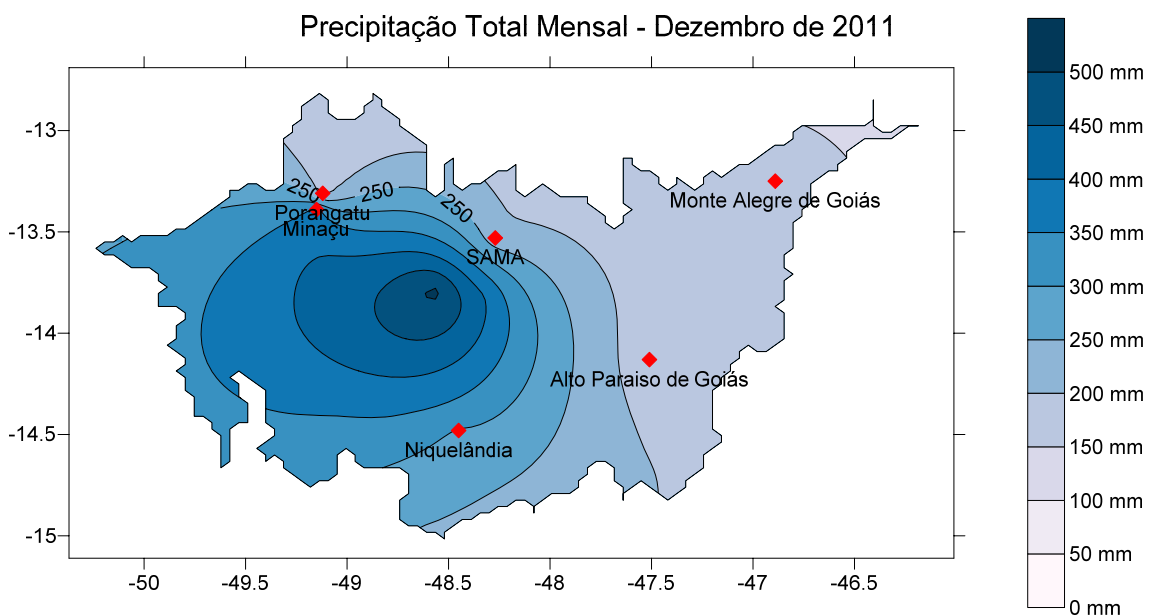 Precipitação Total Mensal - Dezembro de 2011
500 mm
450 mm
400 mm
350 mm
300 mm
250 mm
200 mm
150 mm
100 mm
50 mm
0 mm
-13
-13.5
-14
-14.5
-15
250
250
250
Monte Alegre de Goiás
Porangatu
Minaçu
SAMA
Alto Paraiso de Goiás
Niquelândia
-50
-49.5
-49
-48.5
-48
-47.5
-47
-46.5